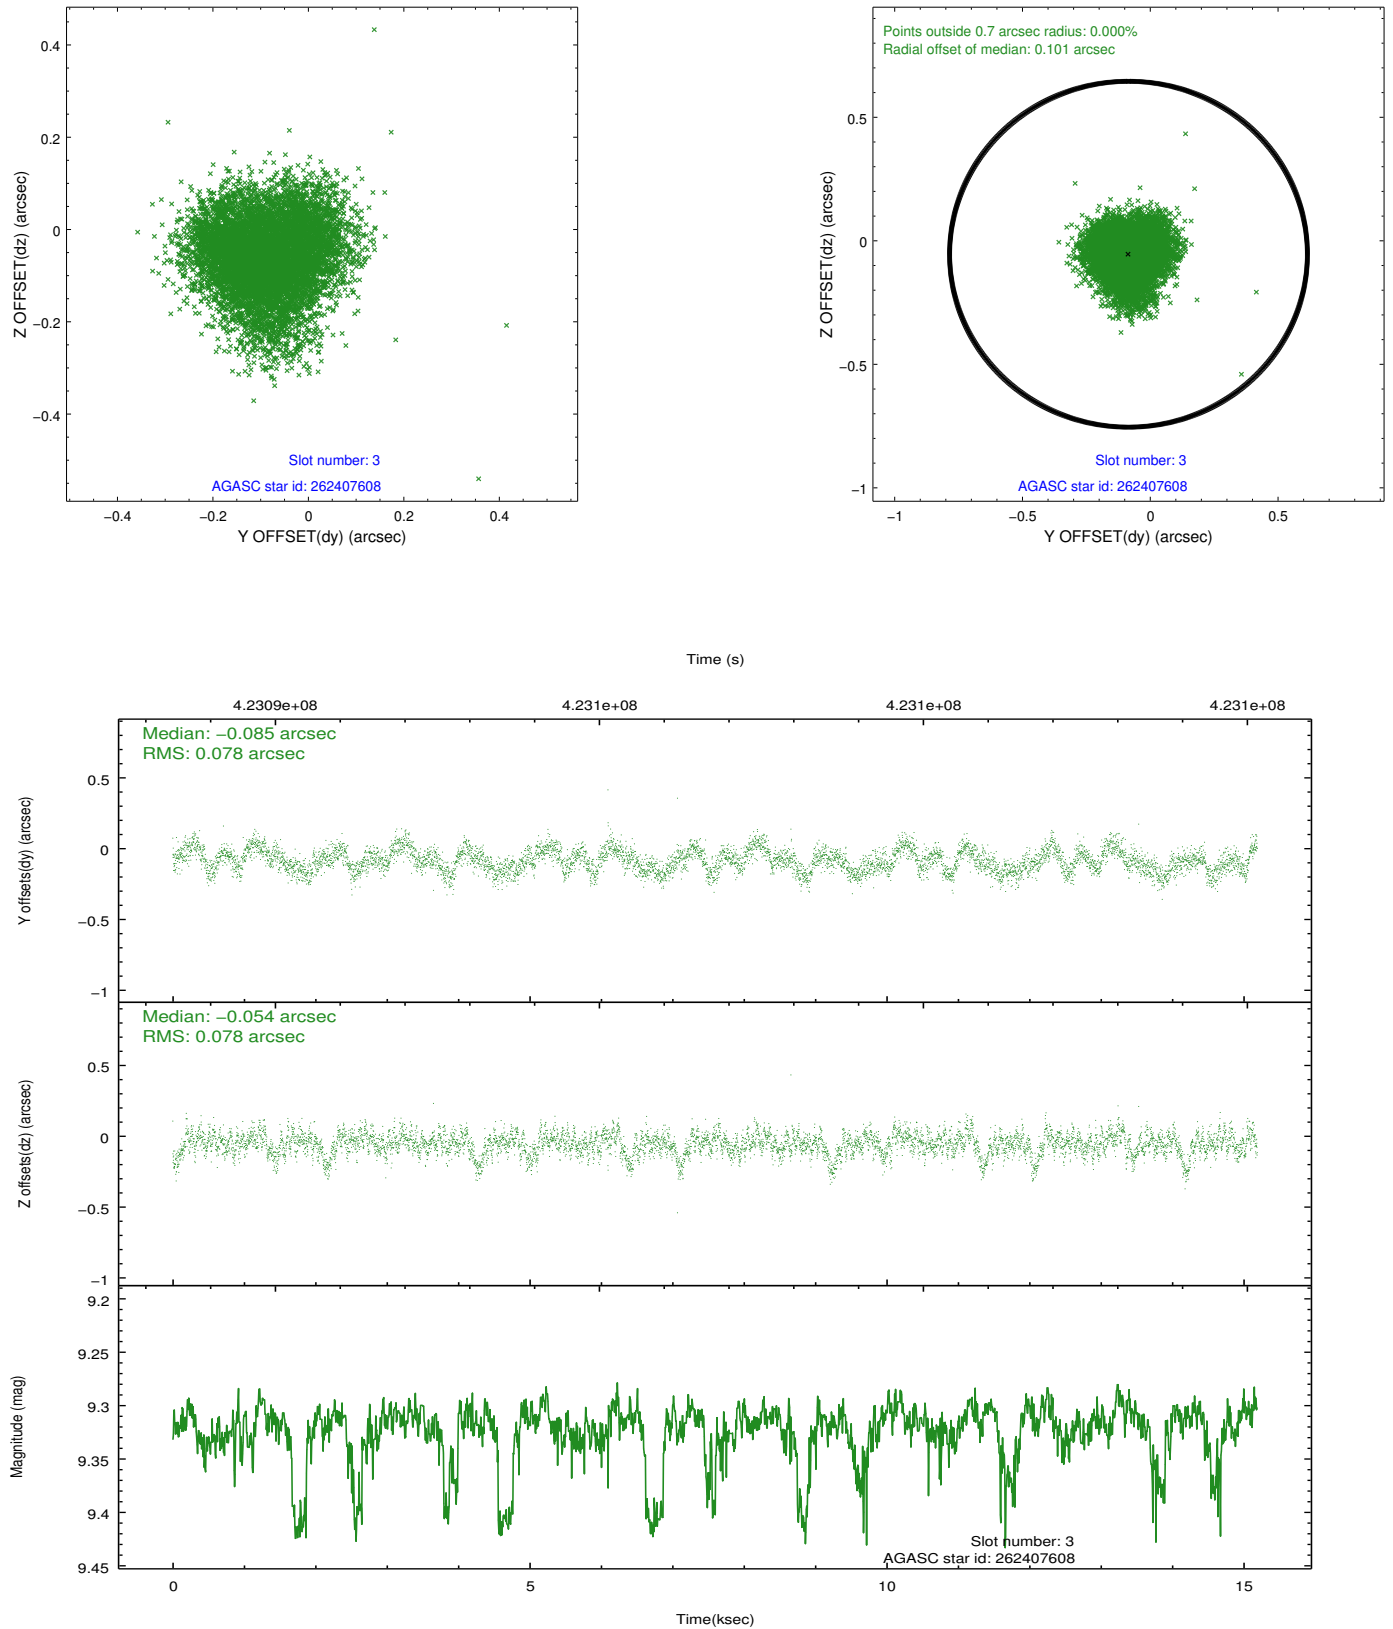 0.4
0.2
0
−0.2
−0.4
Z OFFSET(dz) (arcsec)
Slot number: 3
AGASC star id: 262407608
−0.4 −0.2 0 0.2 0.4
Y OFFSET(dy) (arcsec)
Points outside 0.7 arcsec radius: 0.000%
Radial offset of median: 0.101 arcsec
0.5
0
−0.5
−1
Z OFFSET(dz) (arcsec)
Slot number: 3
AGASC star id: 262407608
−1 −0.5 0 0.5
Y OFFSET(dy) (arcsec)
Time (s)
4.2309e+08 4.231e+08 4.231e+08 4.231e+08
Median: −0.085 arcsec
RMS: 0.078 arcsec
0.5
0
−0.5
−1
Y offsets(dy) (arcsec)
Median: −0.054 arcsec
RMS: 0.078 arcsec
0.5
0
−0.5
−1
Z offsets(dz) (arcsec)
9.2
9.25
9.3
9.35
9.4
9.45
Magnitude (mag)
Slot number: 3
AGASC star id: 262407608
0 5 10 15
Time(ksec)